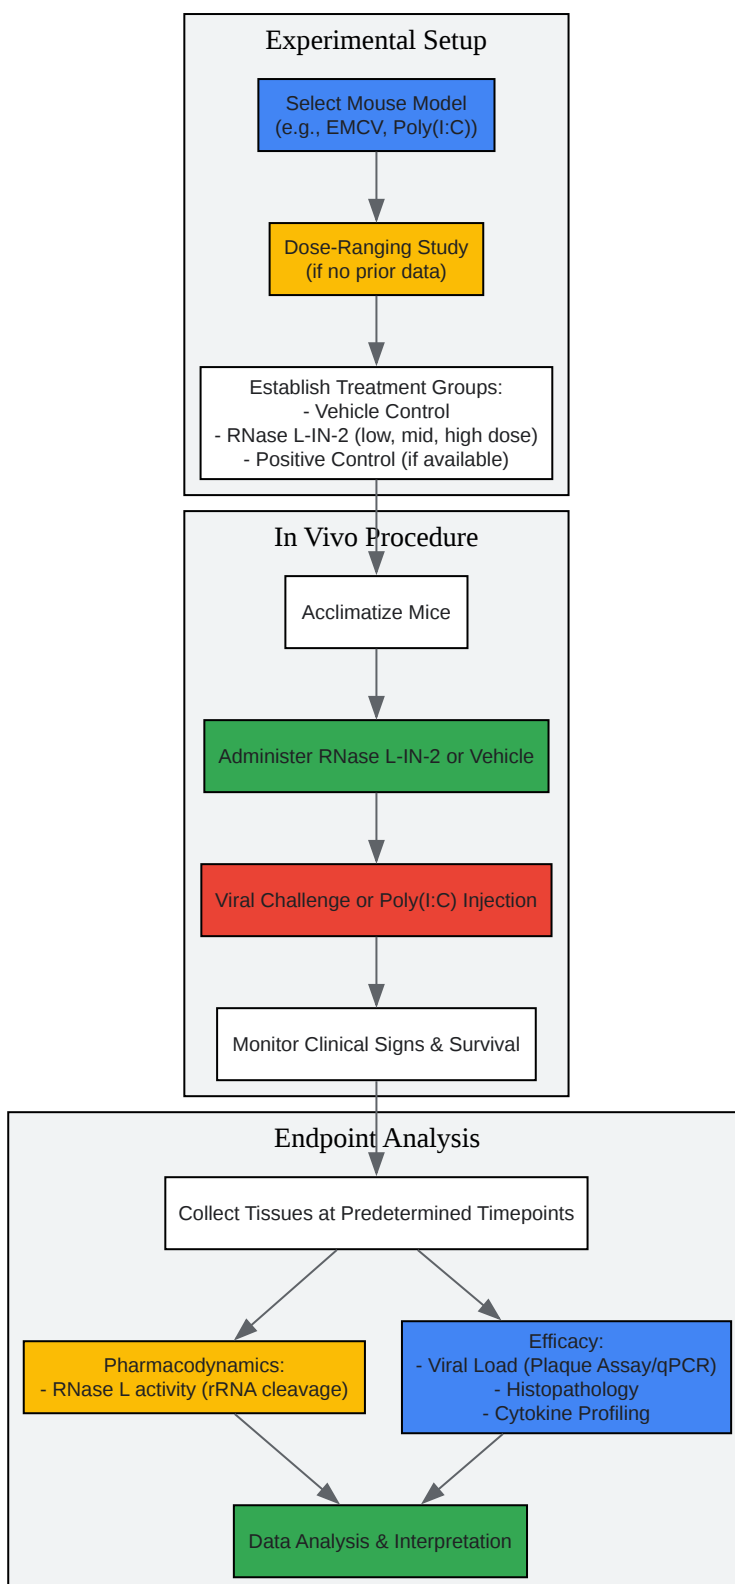 Experimental Setup
Select Mouse Model
(e.g., EMCV, Poly(I:C))
Dose-Ranging Study
(if no prior data)
Establish Treatment Groups:
- Vehicle Control
- RNase L-IN-2 (low, mid, high dose)
- Positive Control (if available)
In Vivo Procedure
Acclimatize Mice
Administer RNase L-IN-2 or Vehicle
Viral Challenge or Poly(I:C) Injection
Monitor Clinical Signs & Survival
Endpoint Analysis
Collect Tissues at Predetermined Timepoints
Pharmacodynamics:
- RNase L activity (rRNA cleavage)
Efficacy:
- Viral Load (Plaque Assay/qPCR)
- Histopathology
- Cytokine Profiling
Data Analysis & Interpretation